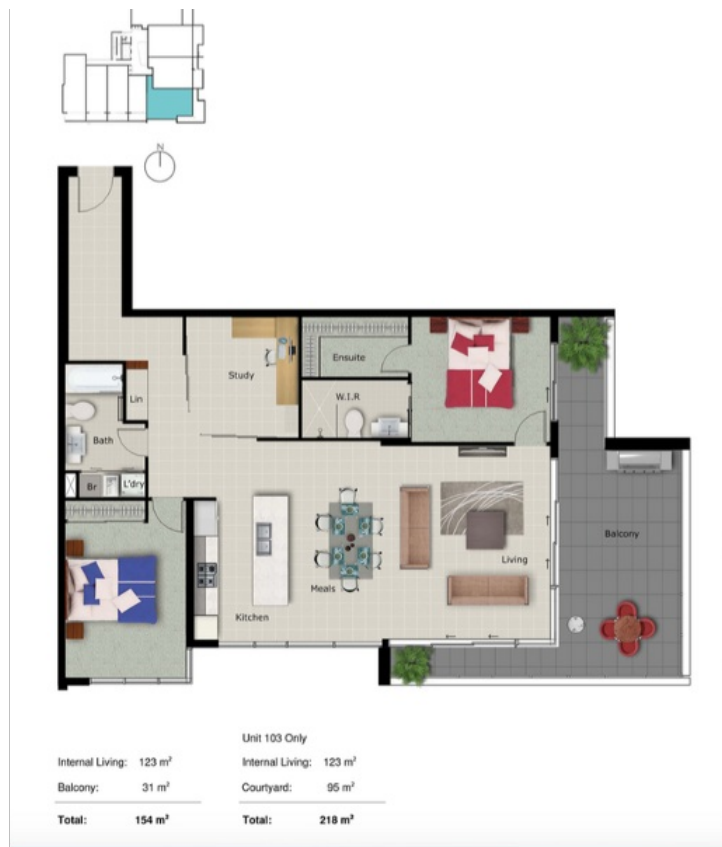 N
Ensuite
Study
W.I.R
Lin
Bath
Br
L'dry
Balcony
Living
Meals
Kitchen
Unit 103 Only
Internal Living: 123 m²
Balcony: 31 m²
Total: 154 m²
Internal Living: 123 m²
Courtyard: 95 m²
Total: 218 m²